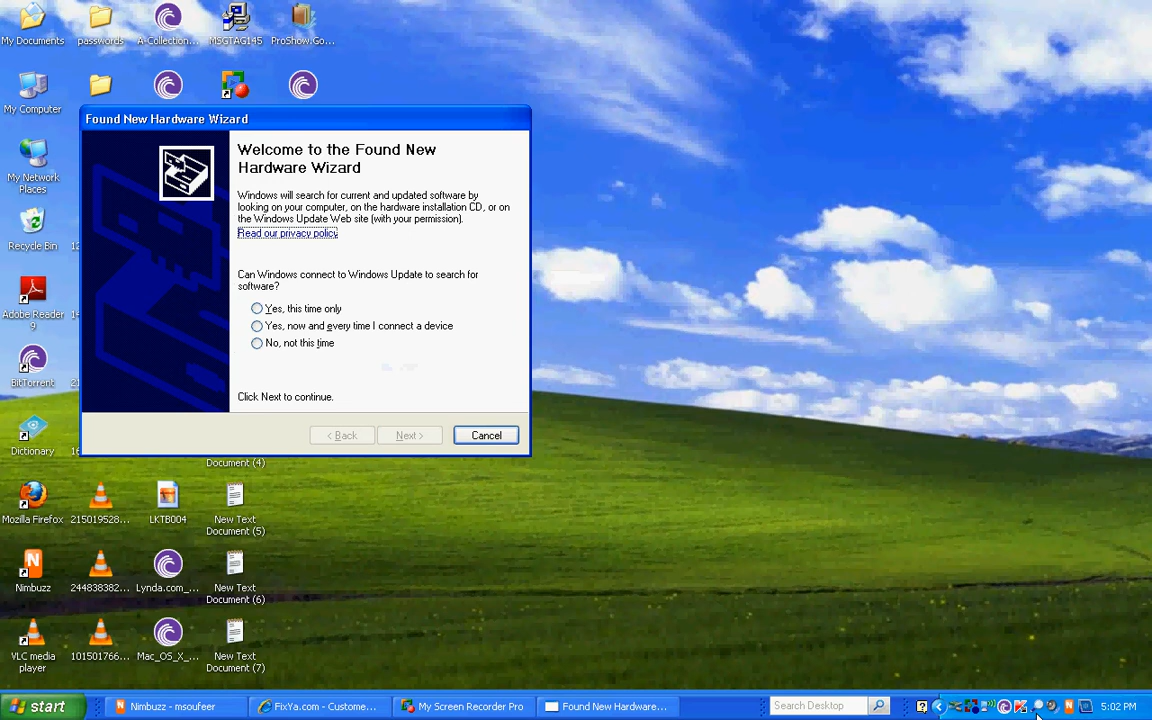 My Documents
passwords
A-Collection...
MSGTAG145
ProShow.Go...
My Computer
Found New Hardware Wizard
Welcome to the Found New
Hardware Wizard
Windows will search for current and updated software by
looking on your computer, on the hardware installation CD, or on
the Windows Update Web site (with your permission).
Read our privacy policy
Can Windows connect to Windows Update to search for
software?
Yes, this time only
Yes, now and every time I connect a device
No, not this time
Click Next to continue.
< Back
Next >
Cancel
My Network
Places
Recycle Bin
Adobe Reader
9
BitTorrent
Dictionary
Document (4)
Mozilla Firefox
215019528...
LKTB004
New Text
Document (5)
Nimbuzz
244838382...
Lynda.com_...
New Text
Document (6)
VLC media
player
101501766...
Mac_OS_X_...
New Text
Document (7)
start
Nimbuzz - msoufeer
FixYa.com - Custome...
My Screen Recorder Pro
Found New Hardware...
Search Desktop
5:02 PM